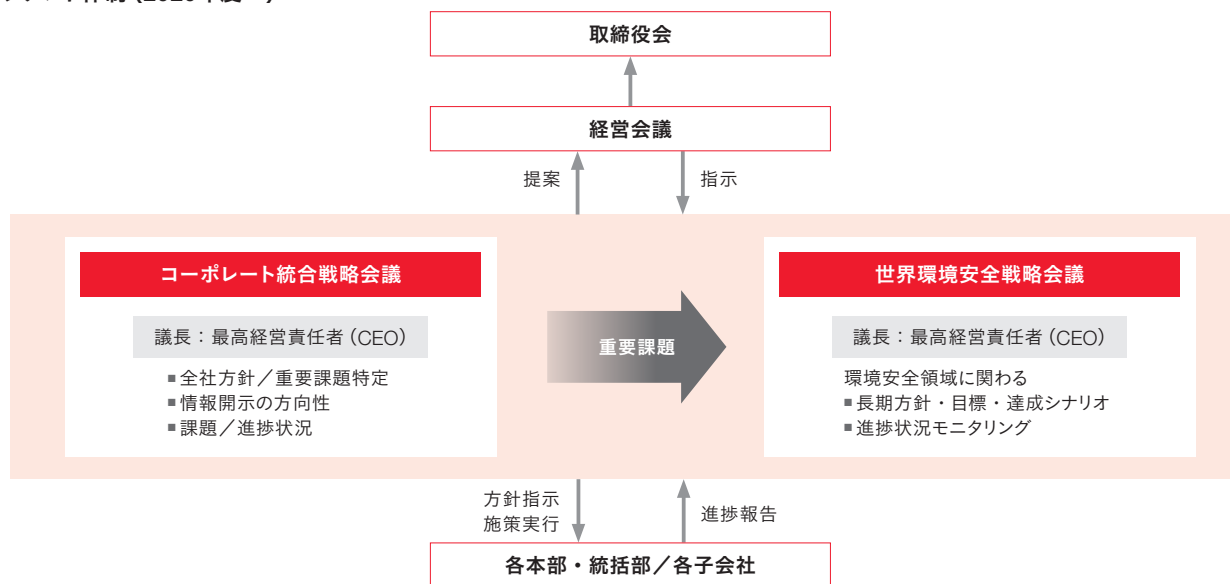 取締役会
経営会議
提案
指示
コーポレート統合戦略会議
議長：最高経営責任者（CEO）
■全社方針／重要課題特定
■情報開示の方向性
■課題／進捗状況
重要課題
世界環境安全戦略会議
議長：最高経営責任者（CEO）
環境安全領域に関わる
■長期方針・目標・達成シナリオ
■進捗状況モニタリング
方針指示
施策実行
進捗報告
各本部・統括部／各子会社